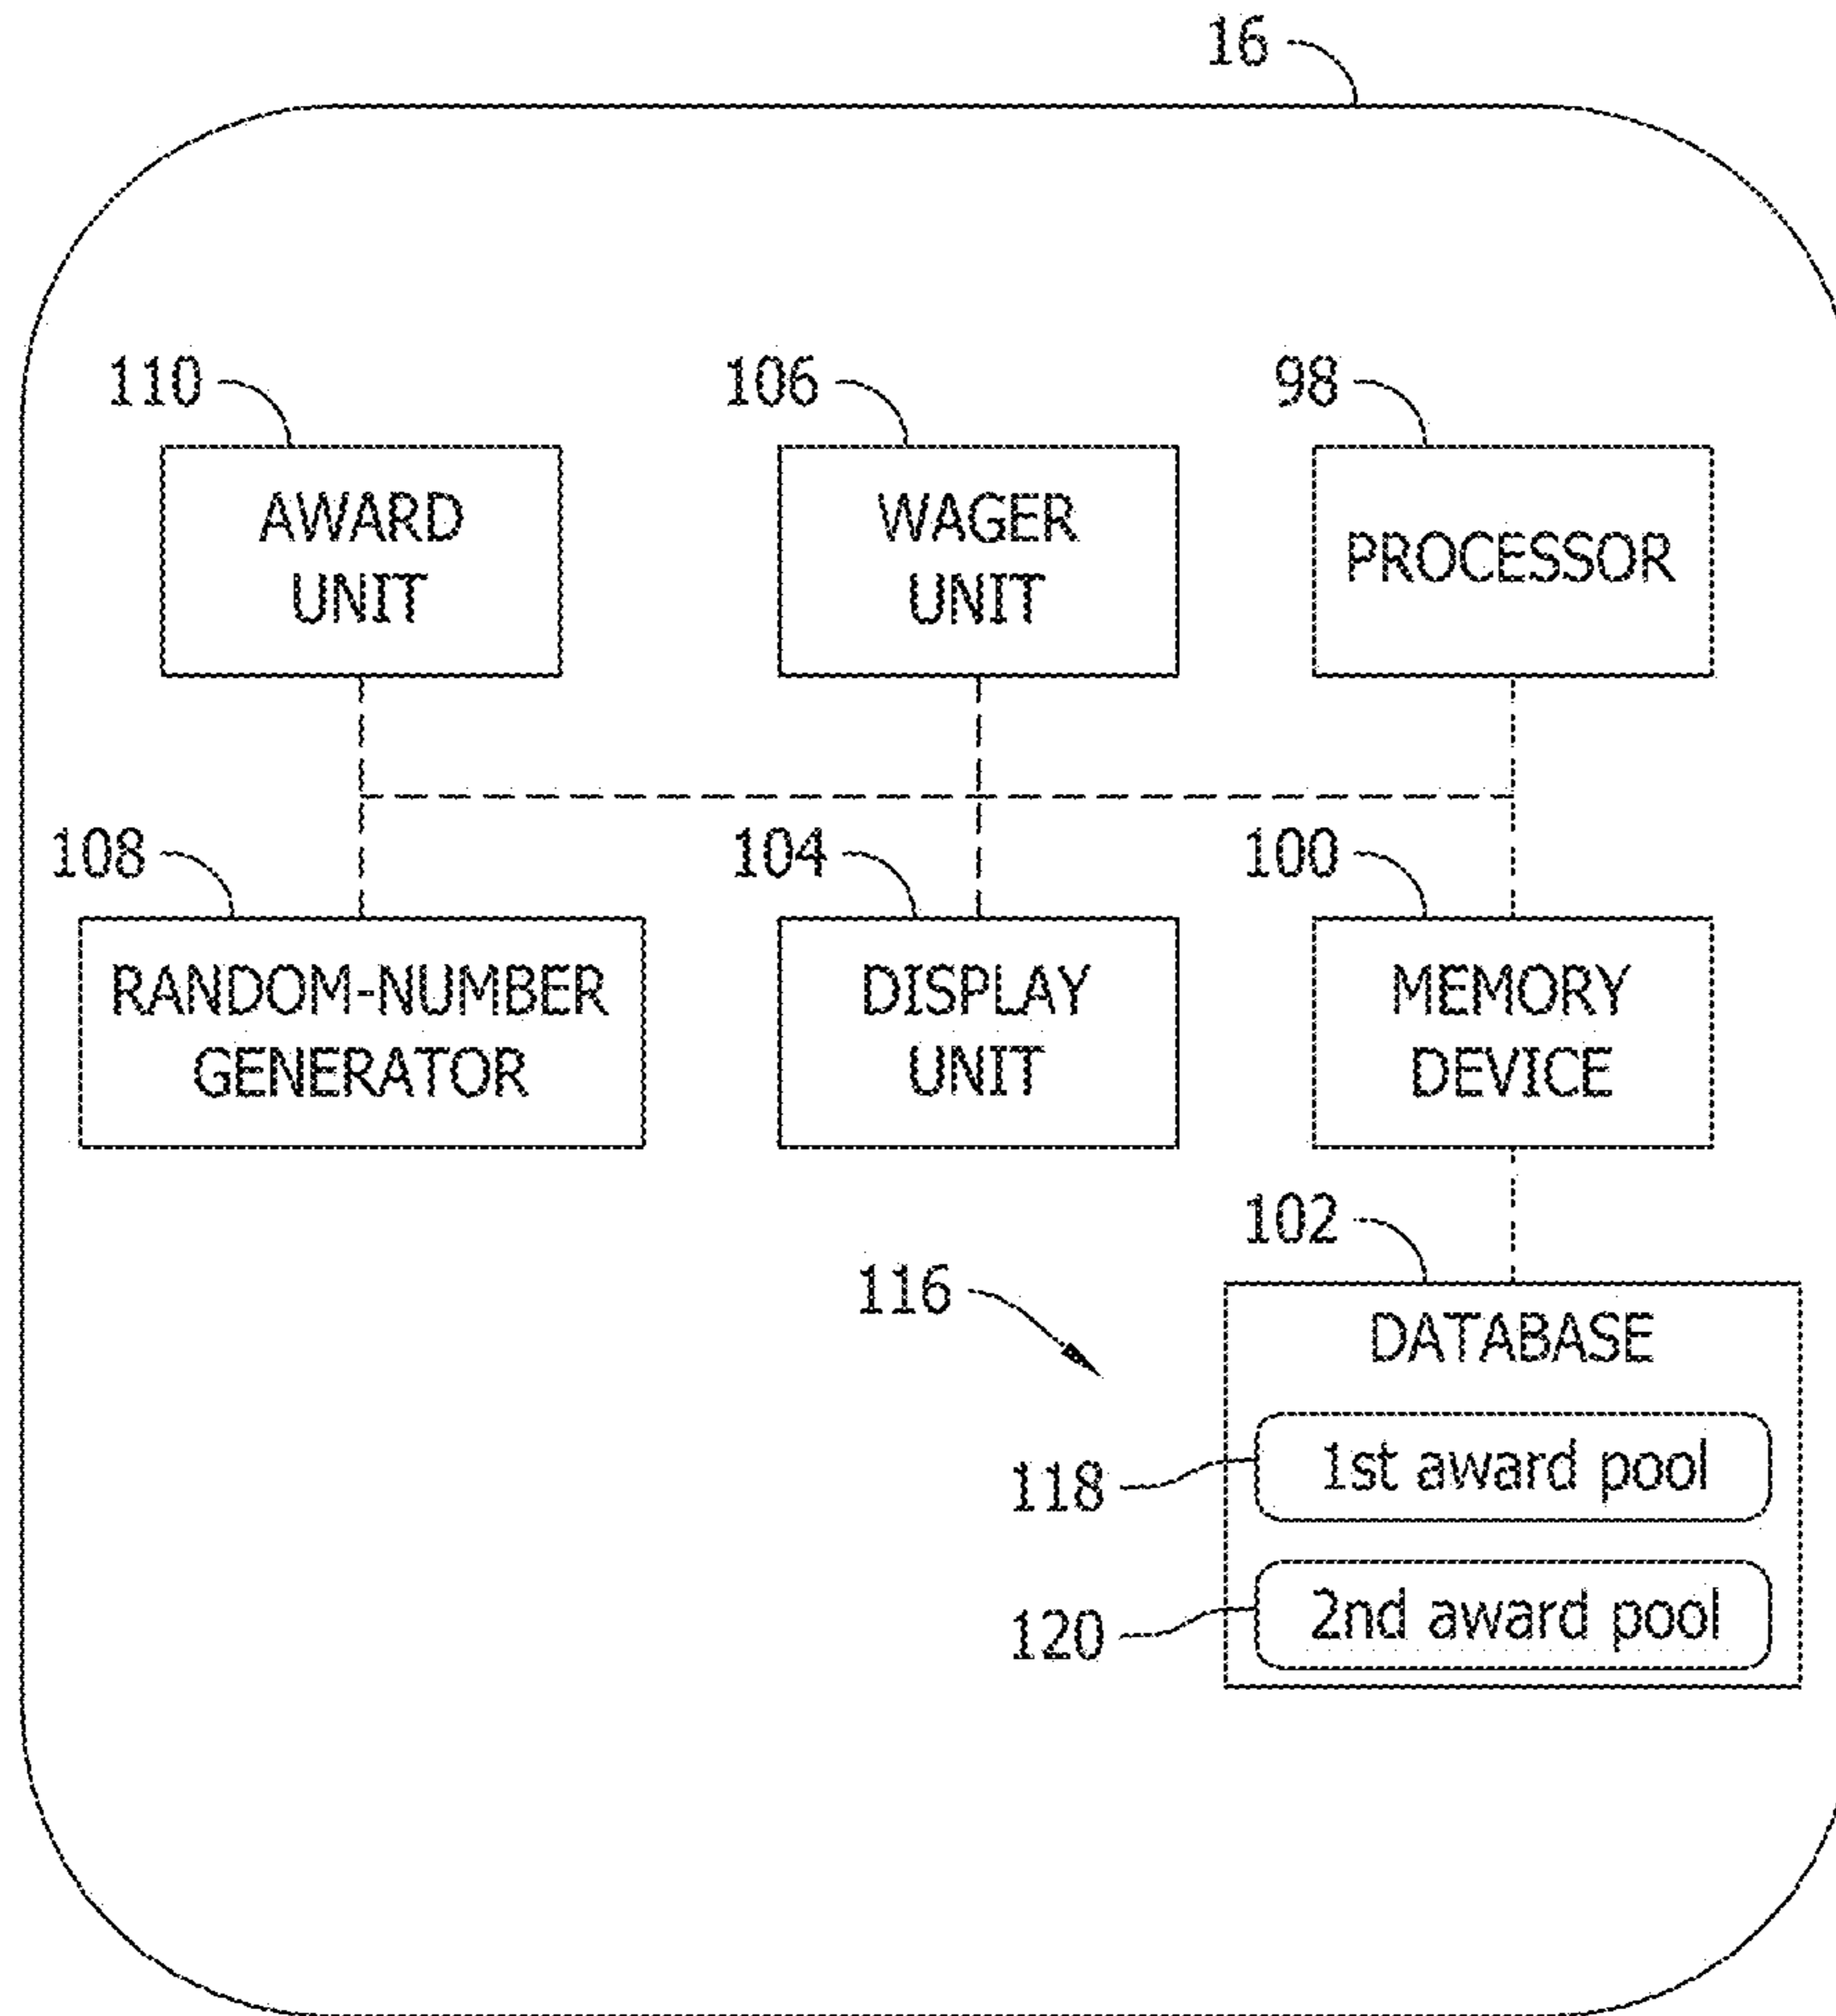 16
110
106
98
AWARD
UNIT
WAGER
UNIT
PROCESSOR
108
104
100
RANDOM-NUMBER
GENERATOR
DISPLAY
UNIT
MEMORY
DEVICE
102
116
DATABASE
118
1st award pool
120
2nd award pool